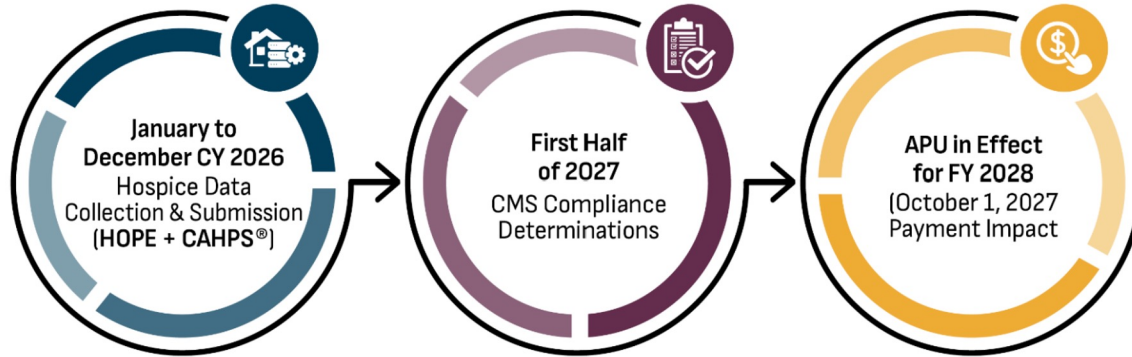 January to
December CY 2026
Hospice Data
Collection & Submission
(HOPE + CAHPS®)
First Half
of 2027
CMS Compliance
Determinations
APU in Effect
for FY 2028
(October 1, 2027
Payment Impact